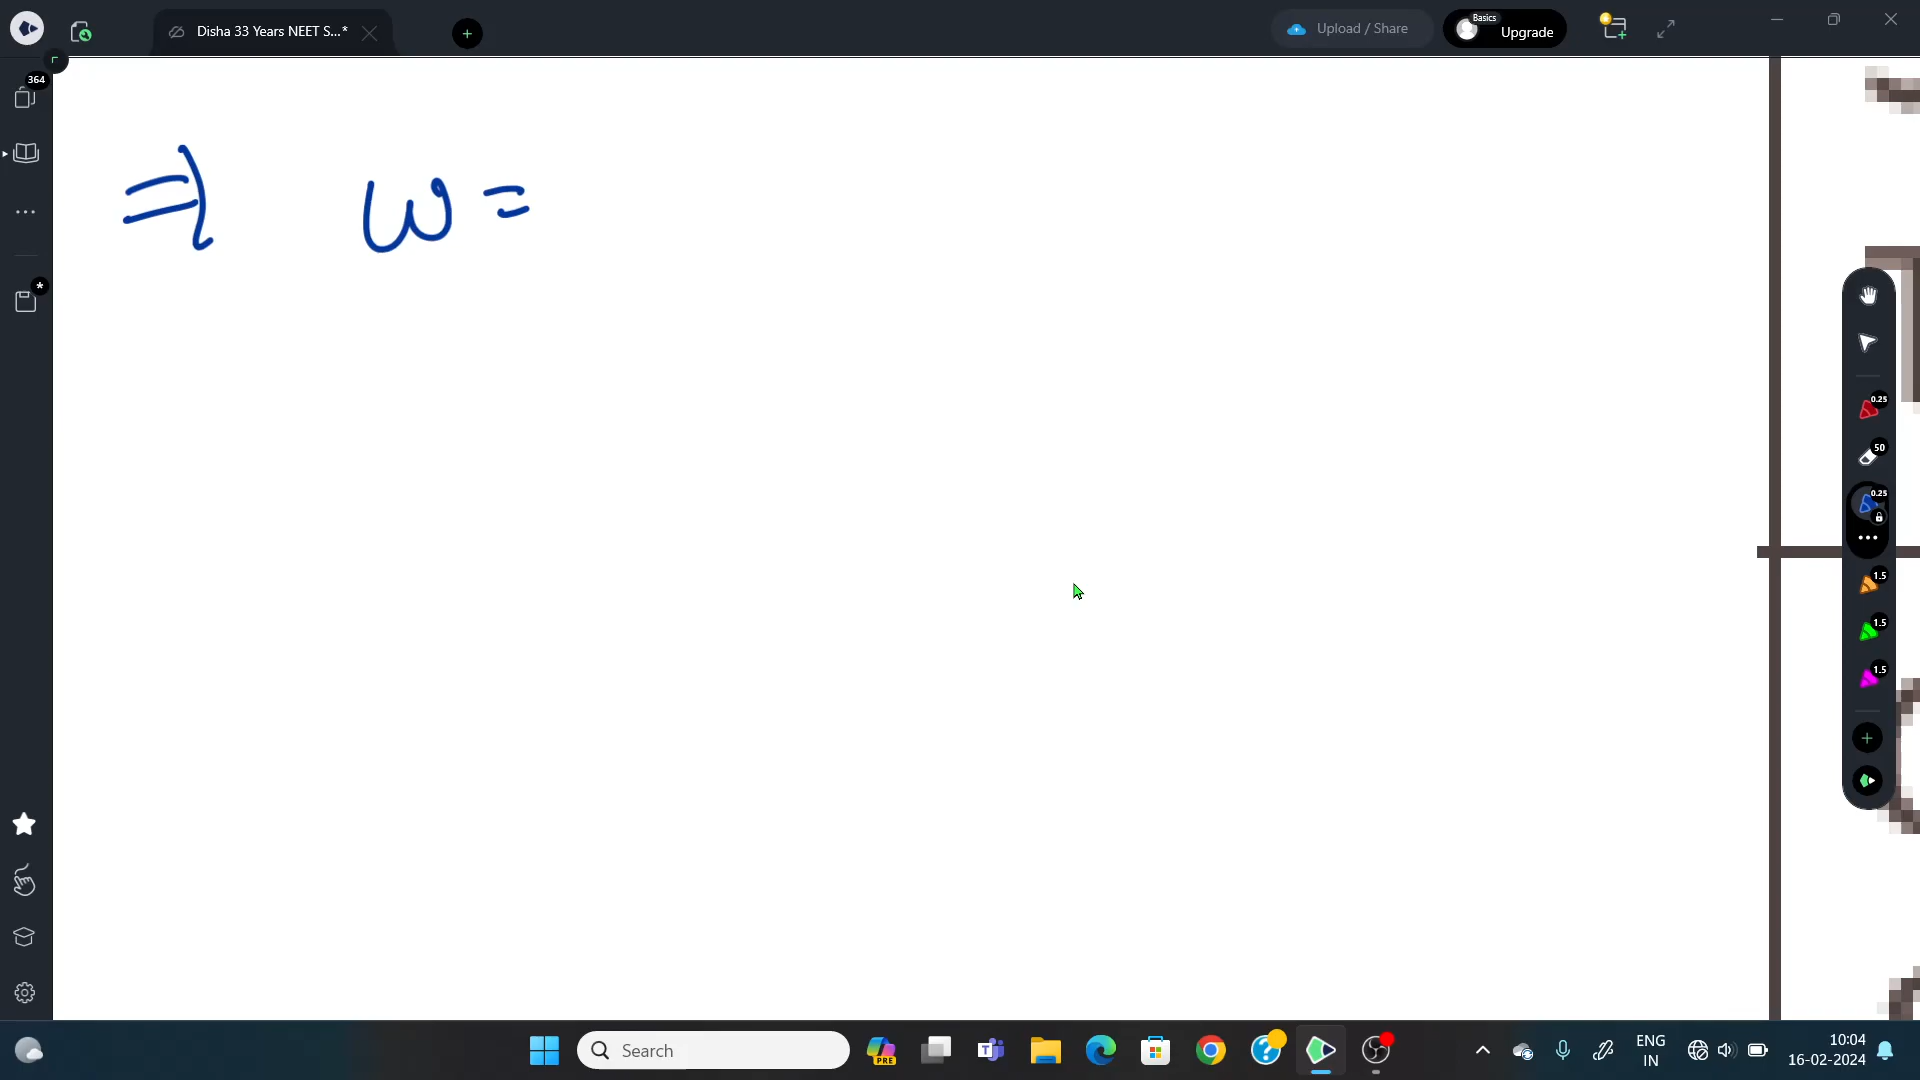 Disha 33 Years NEET S...*
Upload / Share
Basics
Upgrade
364
⇒ ω =
0.25
50
0.25
1.5
1.5
1.5
Search
PRE
ENG
IN
10:04
16-02-2024